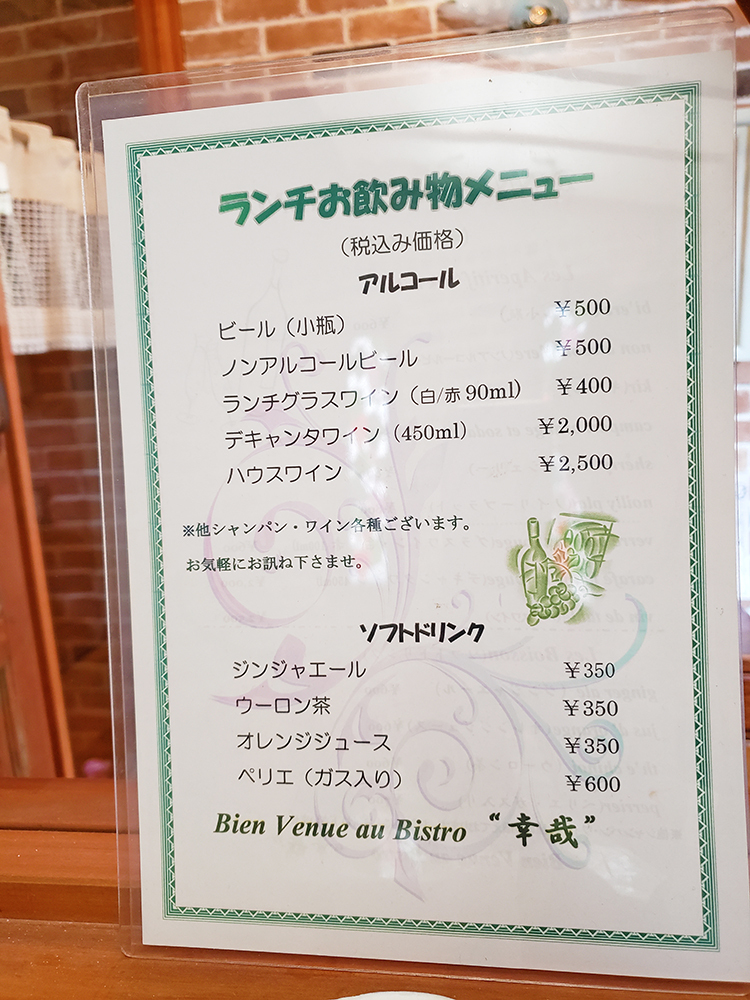 ランチお飲み物メニュー
（税込み価格）
アルコール
ビール（小瓶） ￥500
ノンアルコールビール ￥500
ランチグラスワイン（白/赤 90ml） ￥400
デキャンタワイン（450ml） ￥2,000
ハウスワイン ￥2,500
※他シャンパン・ワイン各種ございます。
お気軽にお訊ね下さませ。
ソフトドリンク
ジンジャエール ￥350
ウーロン茶 ￥350
オレンジジュース ￥350
ペリエ（ガス入り） ￥600
Bien Venue au Bistro “幸哉”